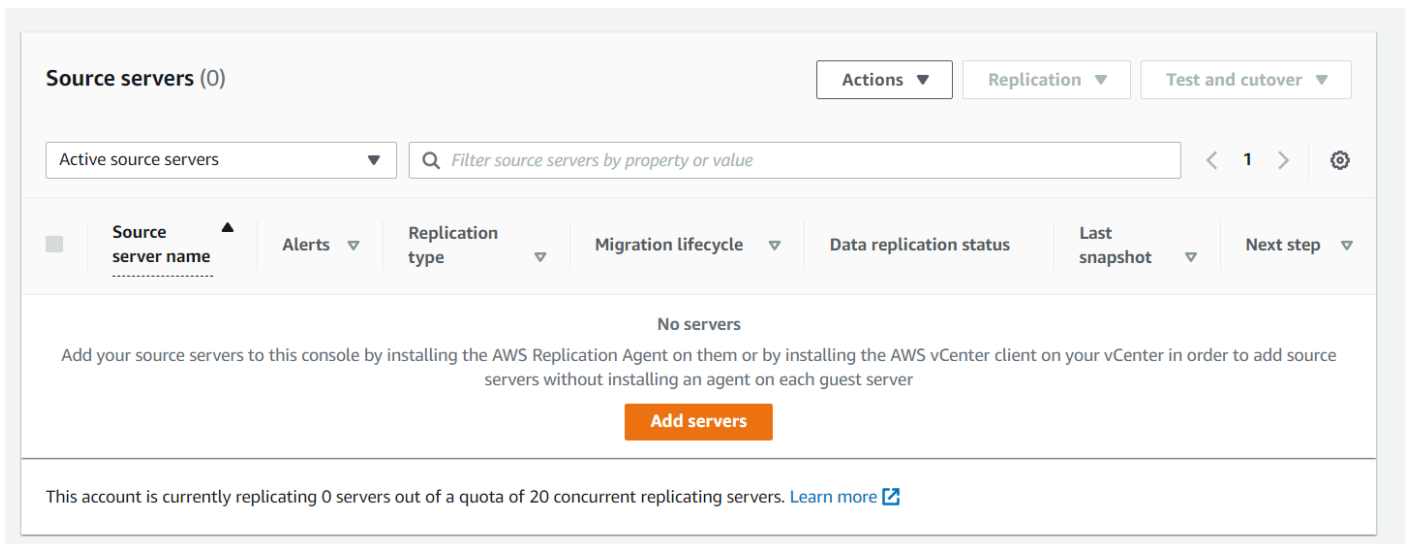 Source servers (0)
Actions
Replication
Test and cutover
Active source servers
Filter source servers by property or value
1
Source
server name
Alerts
Replication
type
Migration lifecycle
Data replication status
Last
snapshot
Next step
No servers
Add your source servers to this console by installing the AWS Replication Agent on them or by installing the AWS vCenter client on your vCenter in order to add source
servers without installing an agent on each guest server
Add servers
This account is currently replicating 0 servers out of a quota of 20 concurrent replicating servers. Learn more